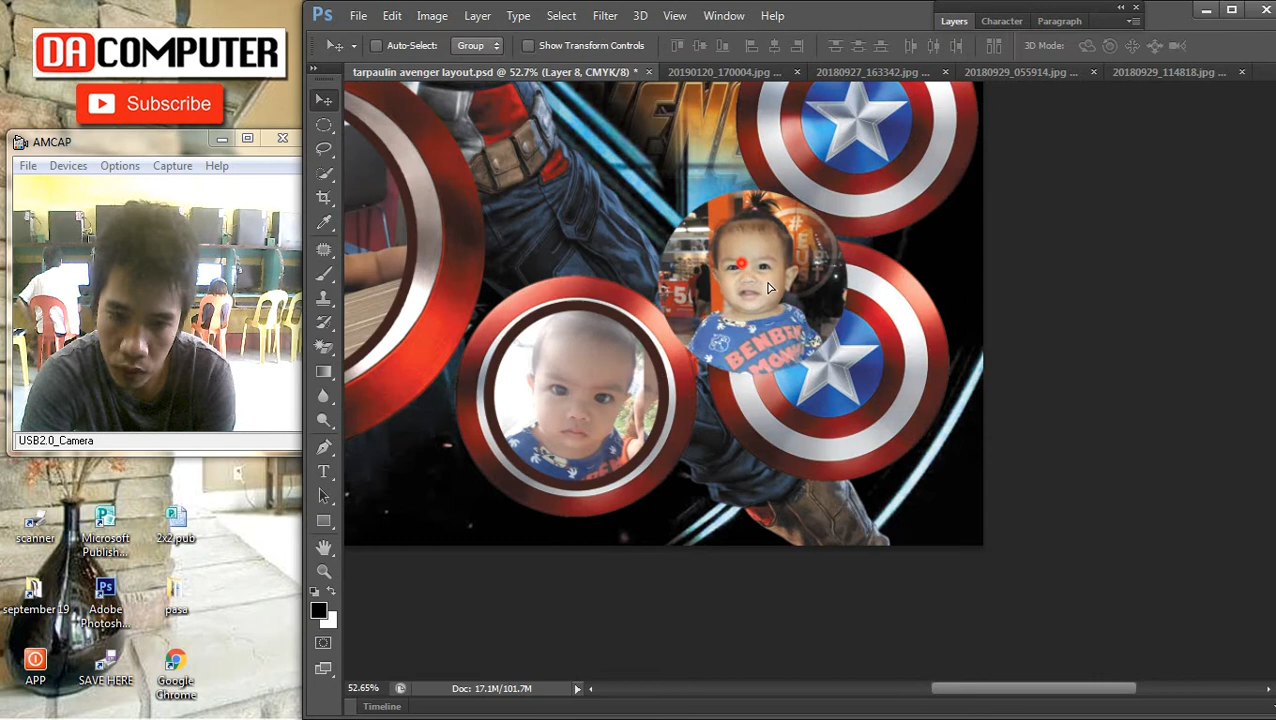 DA COMPUTER
Subscribe
AMCAP
File Devices Options Capture Help
USB2.0_Camera
scanner
Microsoft Publish...
2x2.pub
september 19
Adobe Photosh...
pasa
APP
SAVE HERE
Google Chrome
Ps File Edit Image Layer Type Select Filter 3D View Window Help
Layers Character Paragraph
Auto-Select: Group Show Transform Controls 3D Mode:
tarpaulin avenger layout.psd @ 52.7% (Layer 8, CMYK/8) * 20190120_170004.jpg ... 20180927_163342.jpg ... 20180929_055914.jpg ... 20180929_114818.jpg ...
BENBEN
52.65% Doc: 17.1M/101.7M
Timeline